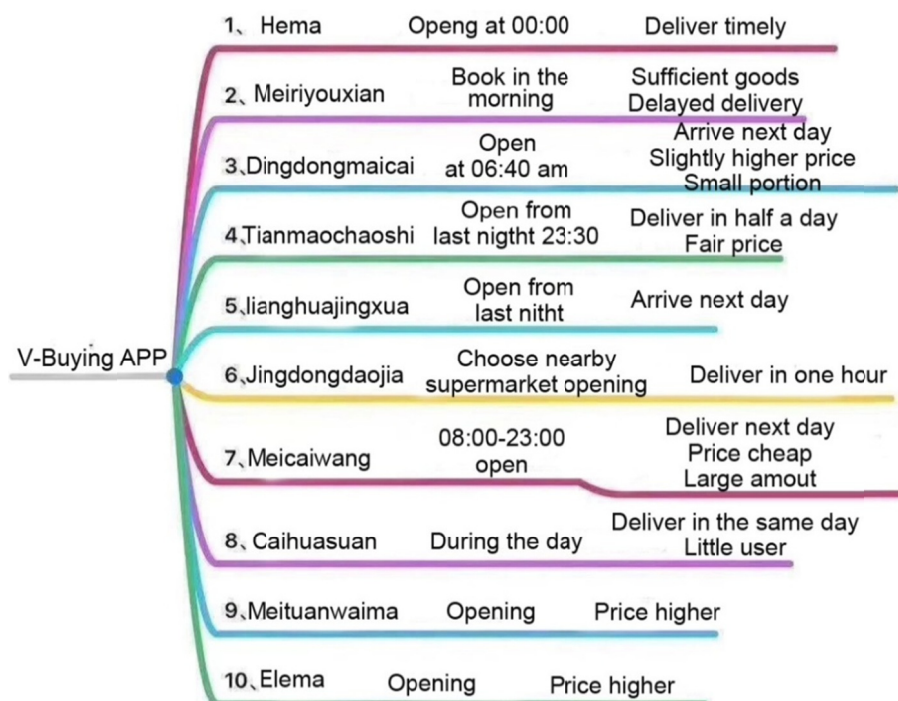 1、 Hema Openg at 00:00 Deliver timely
2、 Meiriyouxian Book in the morning Sufficient goods Delayed delivery
3、Dingdongmaicai Open at 06:40 am Arrive next day Slightly higher price Small portion
4、Tianmaochaoshi Open from last nigtht 23:30 Deliver in half a day Fair price
5、lianghuajingxua Open from last nitht Arrive next day
V-Buying APP
6、Jingdongdaojia Choose nearby supermarket opening Deliver in one hour
7、Meicaiwang 08:00-23:00 open Deliver next day Price cheap Large amout
8、Caihuasuan During the day Deliver in the same day Little user
9、Meituanwaima Opening Price higher
10、Elema Opening Price higher